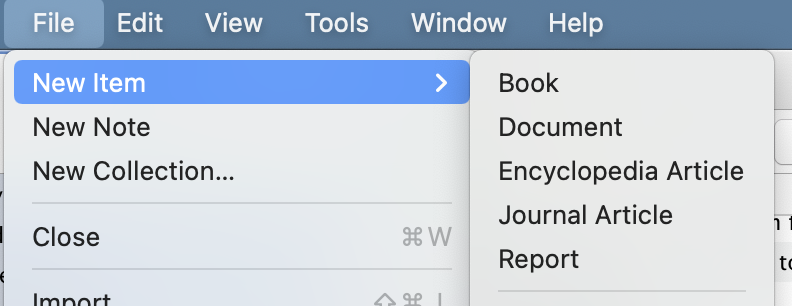 File Edit View Tools Window Help
New Item
New Note
New Collection...
Close ⌘W
Import
Book
Document
Encyclopedia Article
Journal Article
Report